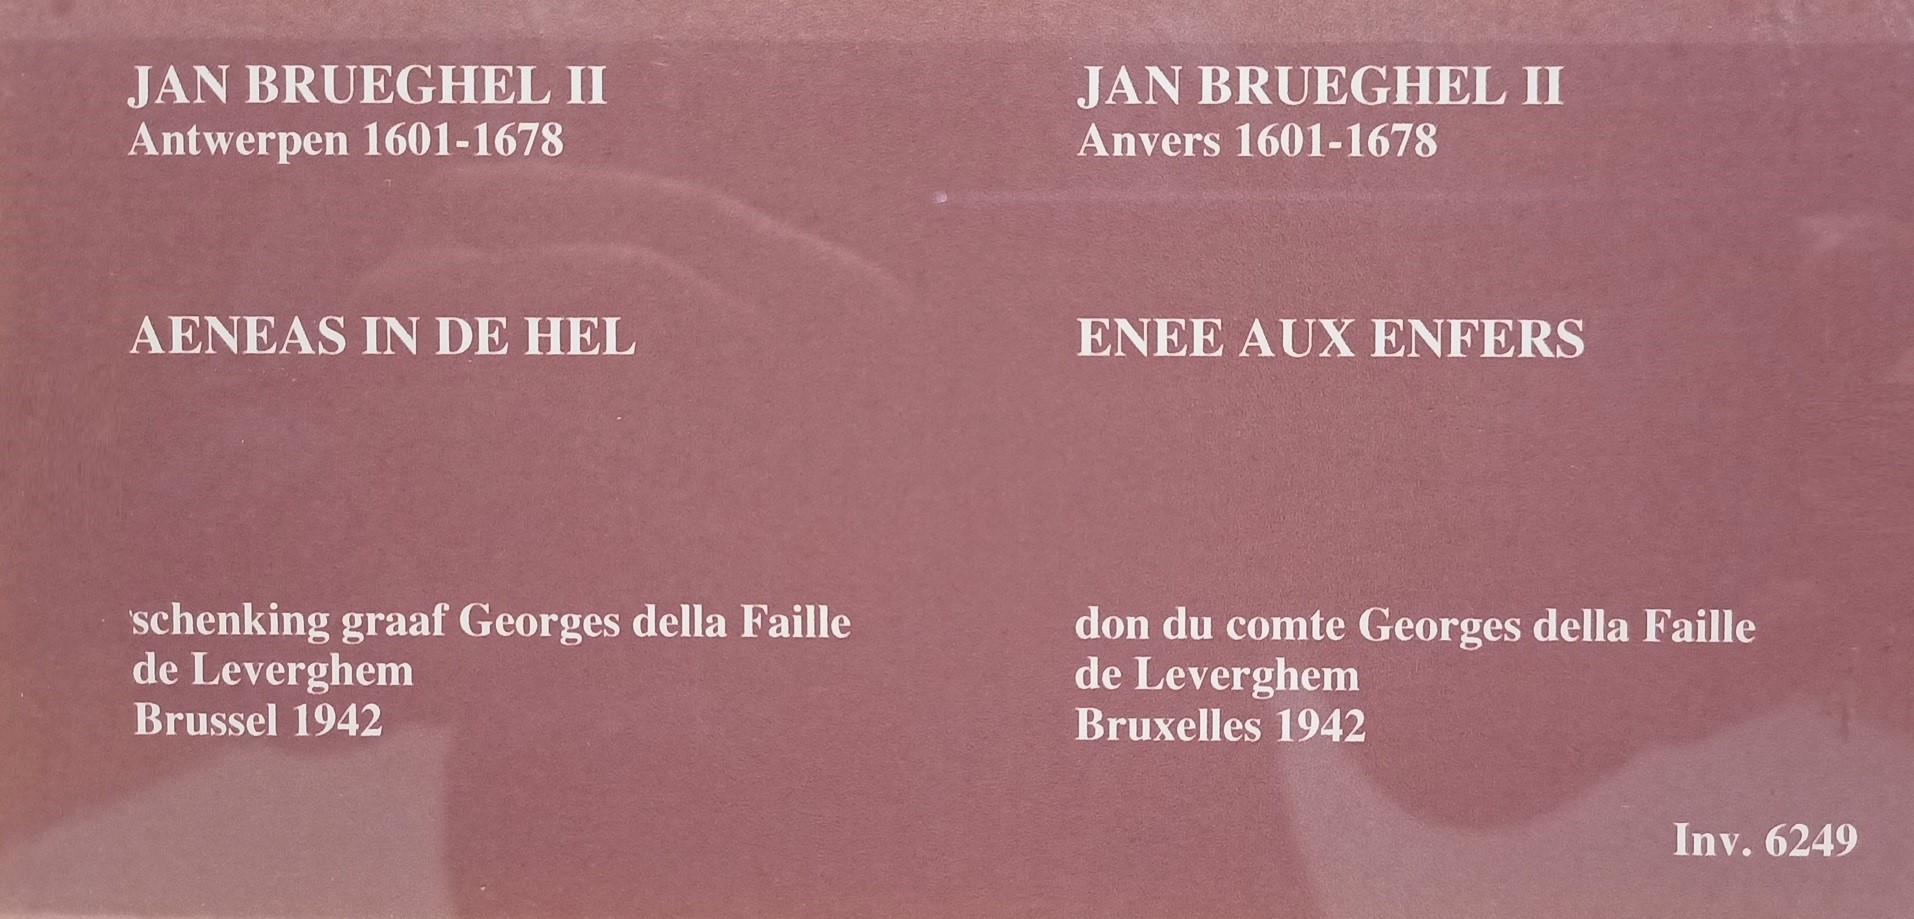 JAN BRUEGHEL II
Antwerpen 1601-1678
AENEAS IN DE HEL
schenking graaf Georges della Faille
de Leverghem
Brussel 1942
JAN BRUEGHEL II
Anvers 1601-1678
ENEE AUX ENFERS
don du comte Georges della Faille
de Leverghem
Bruxelles 1942
Inv. 6249